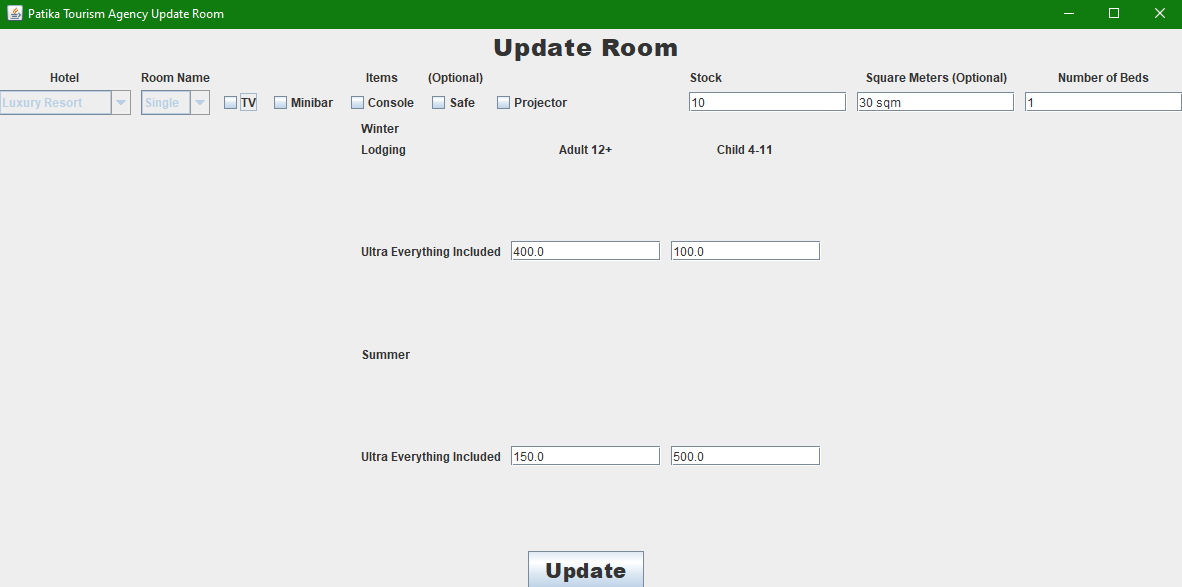 Patika Tourism Agency Update Room
Update Room
Hotel Room Name Items (Optional) Stock Square Meters (Optional) Number of Beds
Luxury Resort Single TV Minibar Console Safe Projector 10 30 sqm 1
Winter
Lodging Adult 12+ Child 4-11
Ultra Everything Included 400.0 100.0
Summer
Ultra Everything Included 150.0 500.0
Update